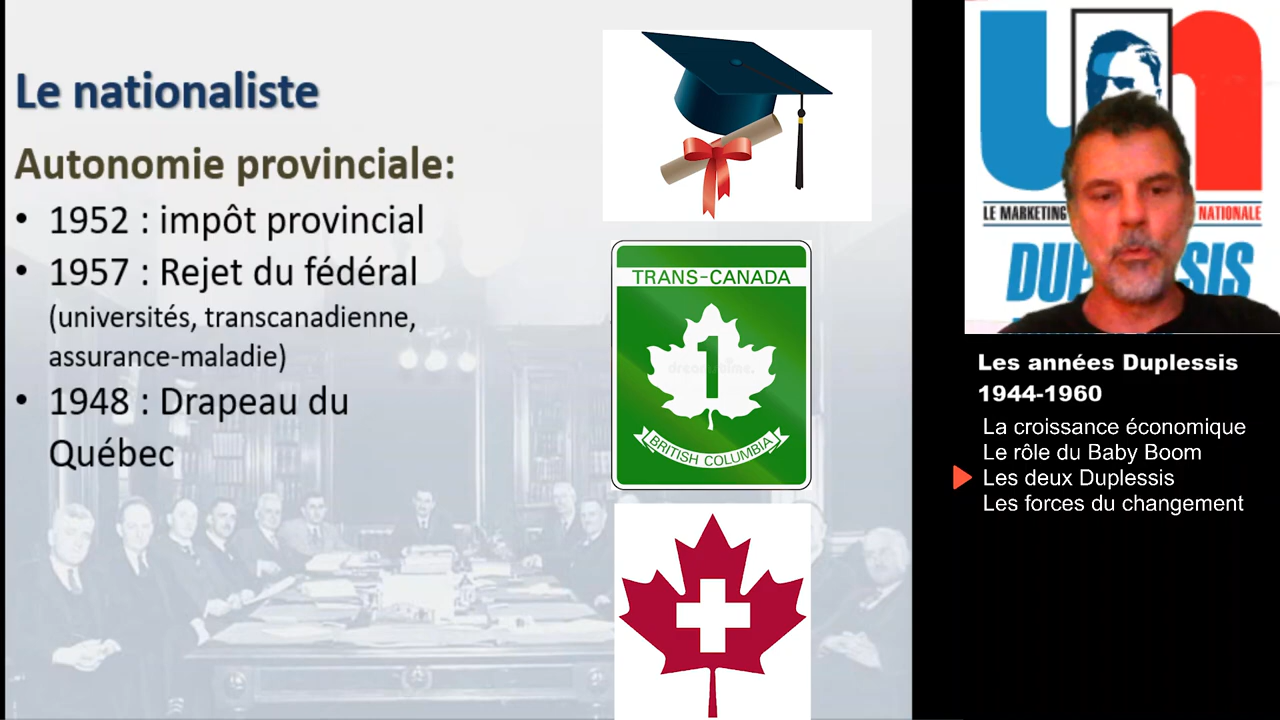 Le nationaliste
Autonomie provinciale:
• 1952 : impôt provincial
• 1957 : Rejet du fédéral
(universités, transcanadienne,
assurance-maladie)
• 1948 : Drapeau du
Québec
TRANS-CANADA
1
BRITISH COLUMBIA
un
LE MARKETING
NATIONALE
Les années Duplessis
1944-1960
La croissance économique
Le rôle du Baby Boom
Les deux Duplessis
Les forces du changement